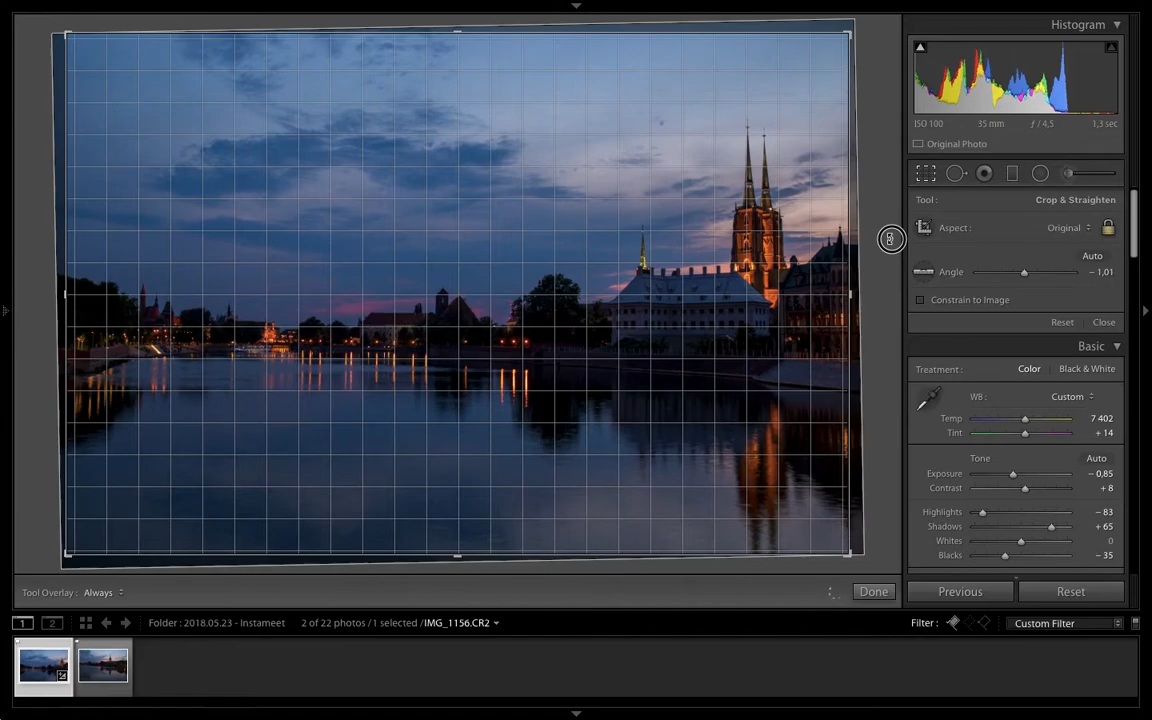 Histogram
ISO 100 35 mm ƒ / 4,5 1,3 sec
Original Photo
Tool : Crop & Straighten
Aspect : Original
Auto
Angle − 1,01
Constrain to Image
Reset Close
Basic
Treatment : Color Black & White
WB : Custom
Temp 7 402
Tint + 14
Tone Auto
Exposure − 0,85
Contrast + 8
Highlights − 83
Shadows + 65
Whites 0
Blacks − 35
Tool Overlay : Always Done Previous Reset
1 2 Folder : 2018.05.23 - Instameet 2 of 22 photos / 1 selected / IMG_1156.CR2 Filter : Custom Filter